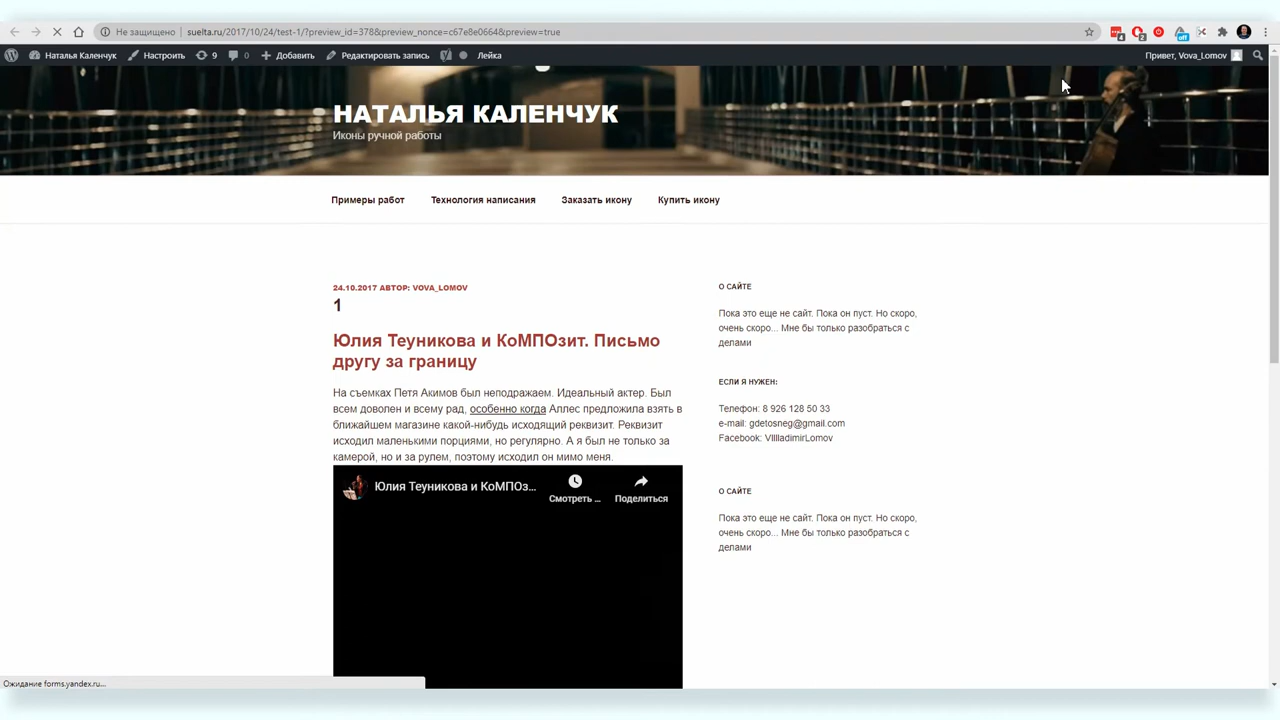 Не защищено
suelta.ru/2017/10/24/test-1/?preview_id=378&preview_nonce=c67e8e0664&preview=true
Наталья Каленчук
Настроить
9
0
Добавить
Редактировать запись
Лейка
Привет, Vova_Lomov
НАТАЛЬЯ КАЛЕНЧУК
Иконы ручной работы
Примеры работ
Технология написания
Заказать икону
Купить икону
24.10.2017 АВТОР: VOVA_LOMOV
1
Юлия Теуникова и КоМПОзит. Письмо
другу за границу
На съемках Петя Акимов был неподражаем. Идеальный актер. Был
всем доволен и всему рад, особенно когда Аллес предложила взять в
ближайшем магазине какой-нибудь исходящий реквизит. Реквизит
исходил маленькими порциями, но регулярно. А я был не только за
камерой, но и за рулем, поэтому исходил он мимо меня.
Юлия Теуникова и КоМПОз...
Смотреть ...
Поделиться
О САЙТЕ
Пока это еще не сайт. Пока он пуст. Но скоро,
очень скоро... Мне бы только разобраться с
делами
ЕСЛИ Я НУЖЕН:
Телефон: 8 926 128 50 33
e-mail: gdetosneg@gmail.com
Facebook: VIIIladimirLomov
О САЙТЕ
Пока это еще не сайт. Пока он пуст. Но скоро,
очень скоро... Мне бы только разобраться с
делами
Ожидание forms.yandex.ru...